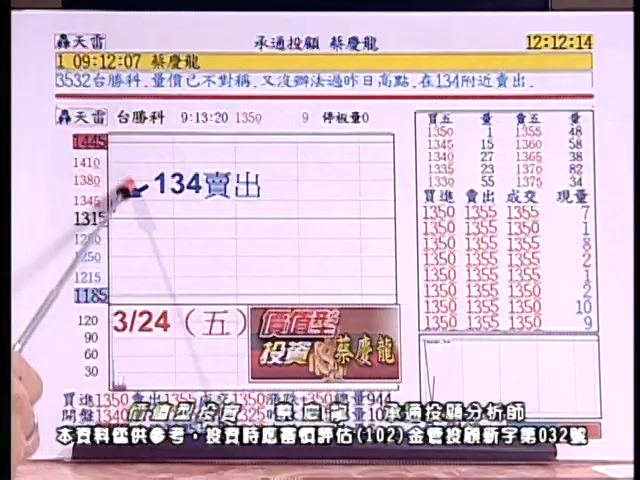 轟天雷 承通投顧 蔡慶龍 12:12:14
1 09:12:07 蔡慶龍
3532台勝科.量價已不對稱.又沒辦法過昨日高點.在134附近賣出.
轟天雷 台勝科 9:13:20 1350 9 停板量0
買五 量 賣五 量
1350 1 1355 48
1345 15 1360 58
1340 27 1365 38
1335 23 1370 82
1330 55 1375 34
買進 賣出 成交 現量
1350 1355 1355 7
1350 1355 1350 1
1350 1355 1355 8
1350 1355 1355 2
1350 1355 1355 1
1350 1355 1350 2
1350 1355 1350 10
1350 1355 1350 9
1445
1410
1380
1345
1315
1250
1215
1185
134賣出
120
90
60
30
3/24（五）
價值型
投資
蔡慶龍
價值型投資 蔡慶龍 承通投顧分析師
本資料僅供參考，投資時應審慎評估(102)金管投顧新字第032號